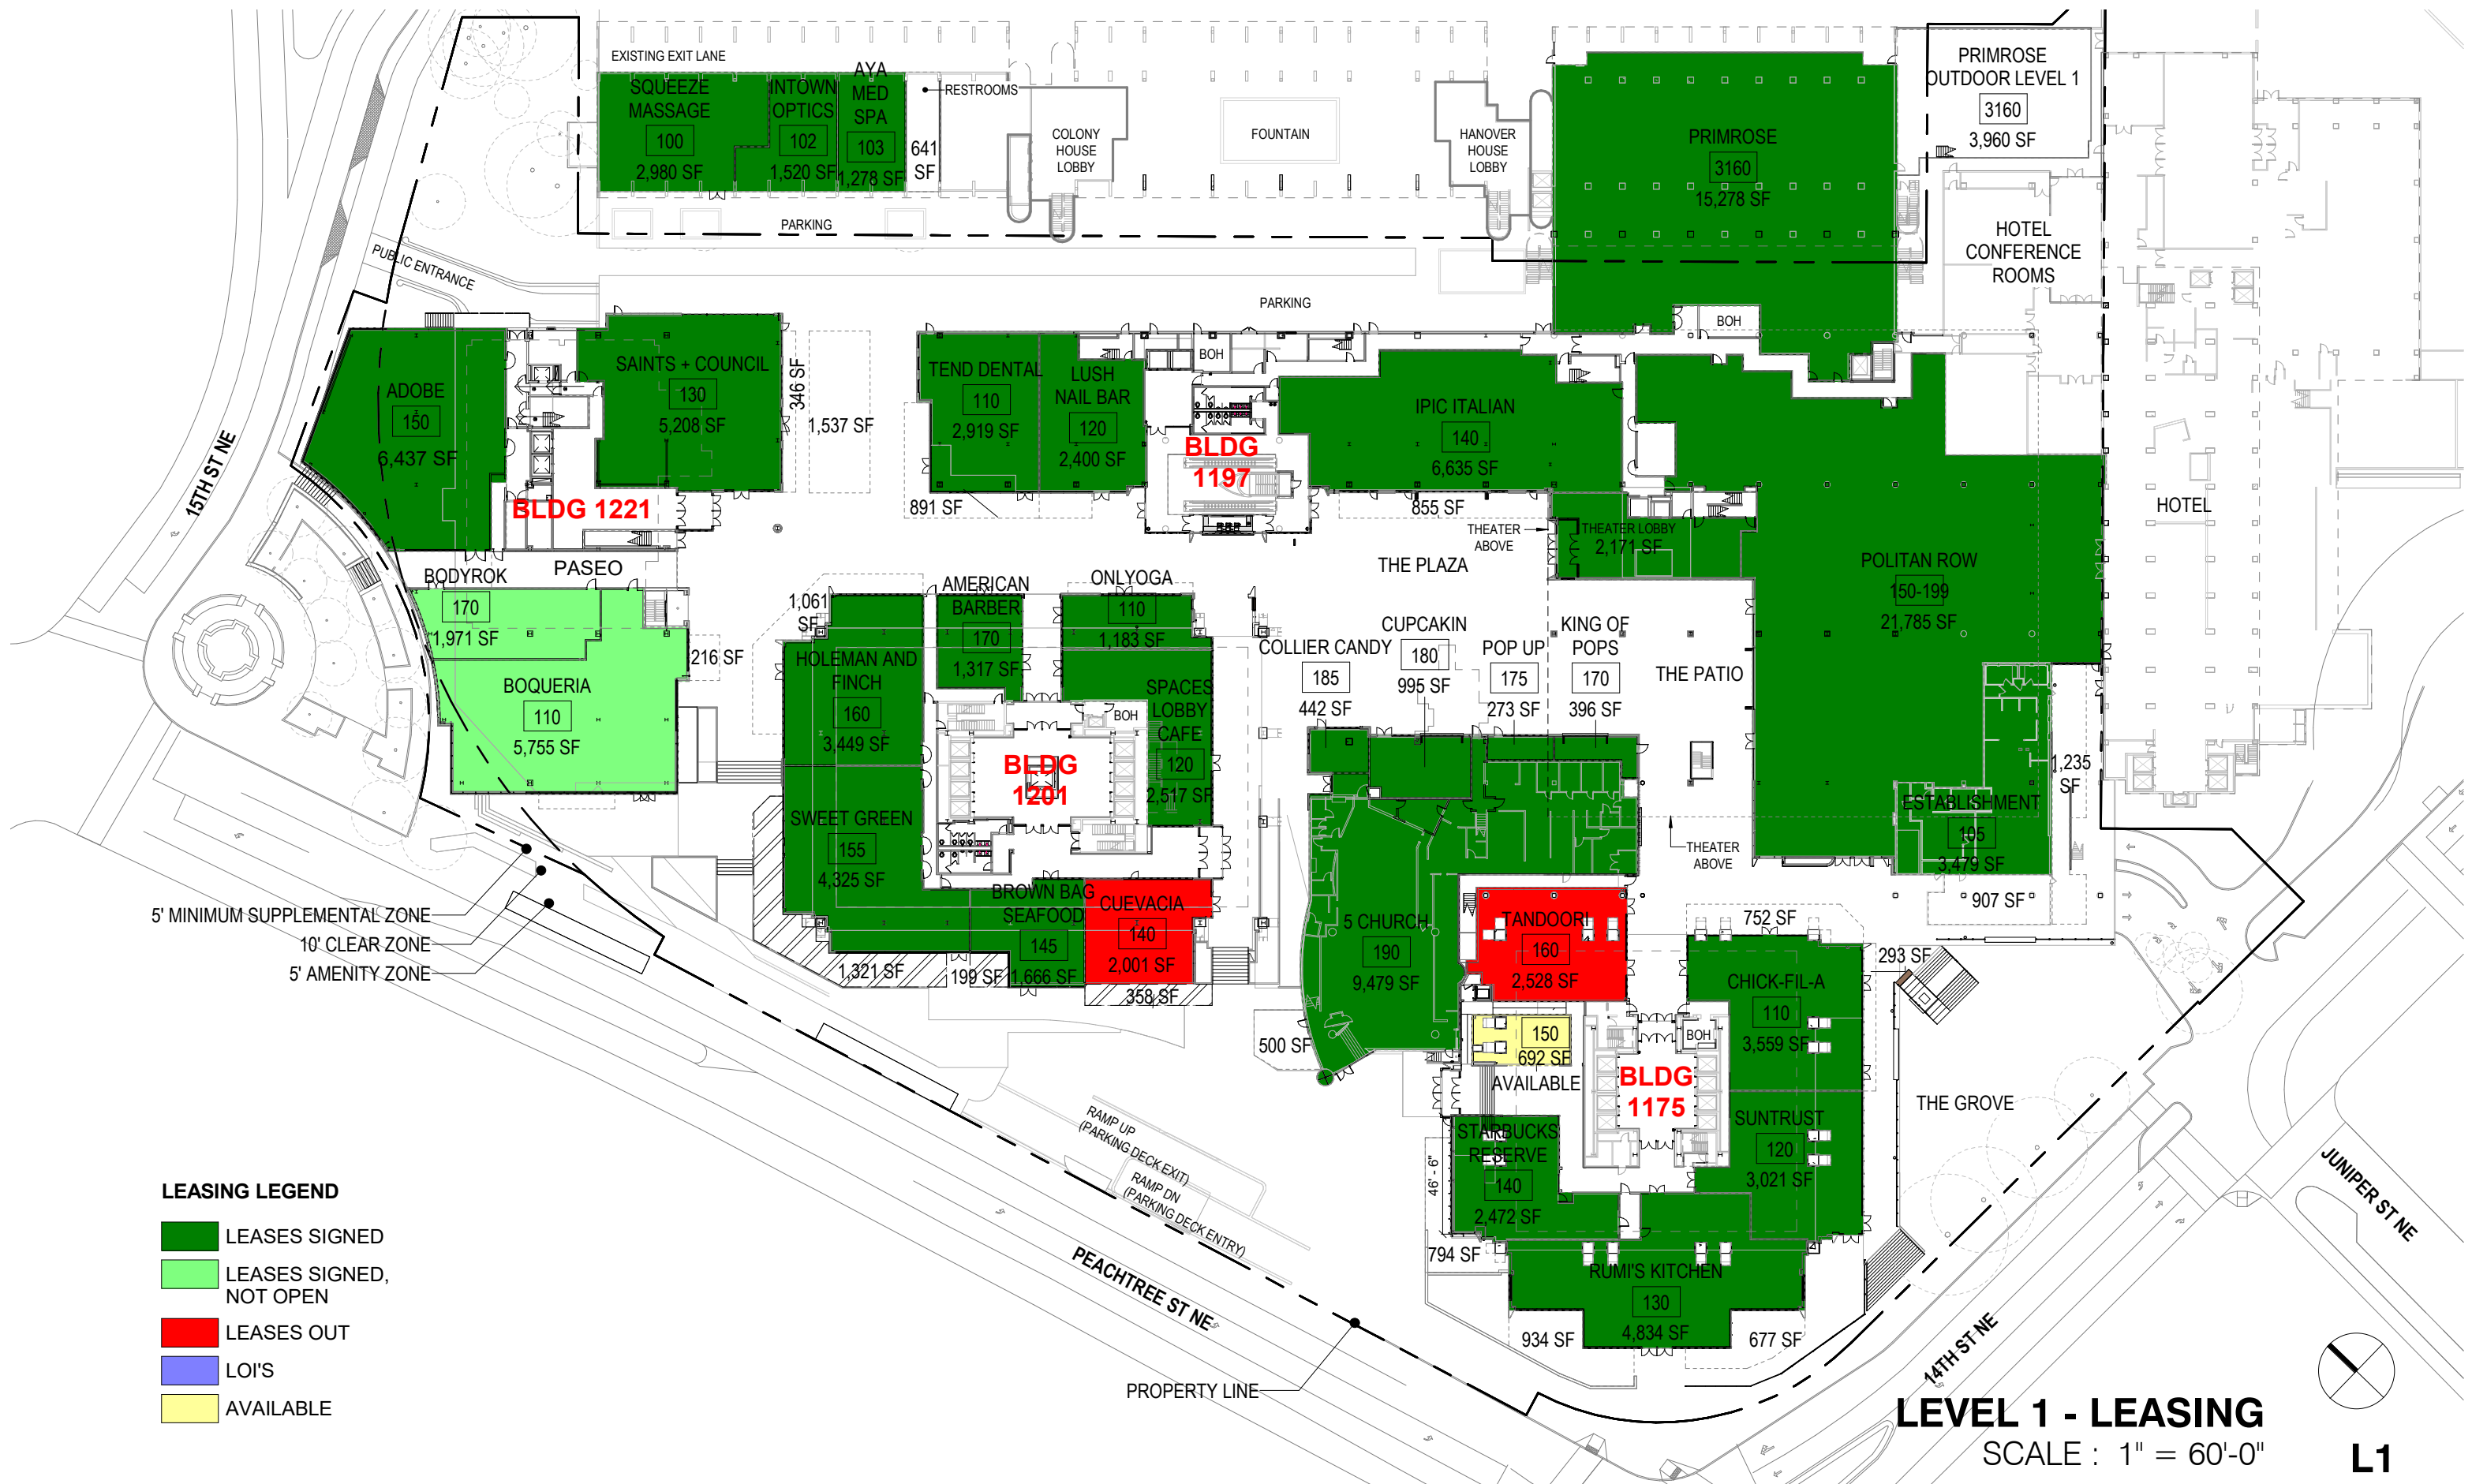 EXISTING EXIT LANE
SQUEEZE
MASSAGE
100
2,980 SF
INTOWN
OPTICS
102
1,520 SF
AYA
MED
SPA
103
1,278 SF
RESTROOMS
641
SF
COLONY
HOUSE
LOBBY
FOUNTAIN
HANOVER
HOUSE
LOBBY
PRIMROSE
3160
15,278 SF
PRIMROSE
OUTDOOR LEVEL 1
3160
3,960 SF
HOTEL
CONFERENCE
ROOMS
PARKING
PUBLIC ENTRANCE
PARKING
BOH
15TH ST NE
ADOBE
150
6,437 SF
SAINTS + COUNCIL
130
5,208 SF
346 SF
1,537 SF
BLDG 1221
TEND DENTAL
110
2,919 SF
891 SF
LUSH
NAIL BAR
120
2,400 SF
BOH
BLDG
1197
IPIC ITALIAN
140
6,635 SF
855 SF
THEATER
ABOVE
THEATER LOBBY
2,171 SF
THE PLAZA
POLITAN ROW
150-199
21,785 SF
HOTEL
PASEO
BODYROK
170
1,971 SF
216 SF
BOQUERIA
110
5,755 SF
1,061
SF
AMERICAN
BARBER
170
1,317 SF
ONLYOGA
110
1,183 SF
HOLEMAN AND
FINCH
160
3,449 SF
SPACES
LOBBY
CAFE
120
2,517 SF
BOH
BLDG
1201
SWEET GREEN
155
4,325 SF
BROWN BAG
SEAFOOD
145
1,666 SF
CUEVACIA
140
2,001 SF
1,321 SF
199 SF
358 SF
COLLIER CANDY
185
442 SF
CUPCAKIN
180
995 SF
POP UP
175
273 SF
KING OF
POPS
170
396 SF
THE PATIO
THEATER
ABOVE
ESTABLISHMENT
105
3,479 SF
1,235
SF
907 SF
5' MINIMUM SUPPLEMENTAL ZONE
10' CLEAR ZONE
5' AMENITY ZONE
5 CHURCH
190
9,479 SF
500 SF
TANDOORI
160
2,528 SF
150
692 SF
AVAILABLE
752 SF
293 SF
CHICK-FIL-A
110
3,559 SF
BOH
BLDG
1175
SUNTRUST
120
3,021 SF
THE GROVE
STARBUCKS
RESERVE
140
2,472 SF
46' - 6"
794 SF
RUMI'S KITCHEN
130
4,834 SF
934 SF
677 SF
RAMP UP
(PARKING DECK EXIT)
RAMP DN
(PARKING DECK ENTRY)
PEACHTREE ST NE
PROPERTY LINE
14TH ST NE
JUNIPER ST NE
LEASING LEGEND
LEASES SIGNED
LEASES SIGNED,
NOT OPEN
LEASES OUT
LOI'S
AVAILABLE
LEVEL 1 - LEASING
SCALE : 1" = 60'-0"
L1